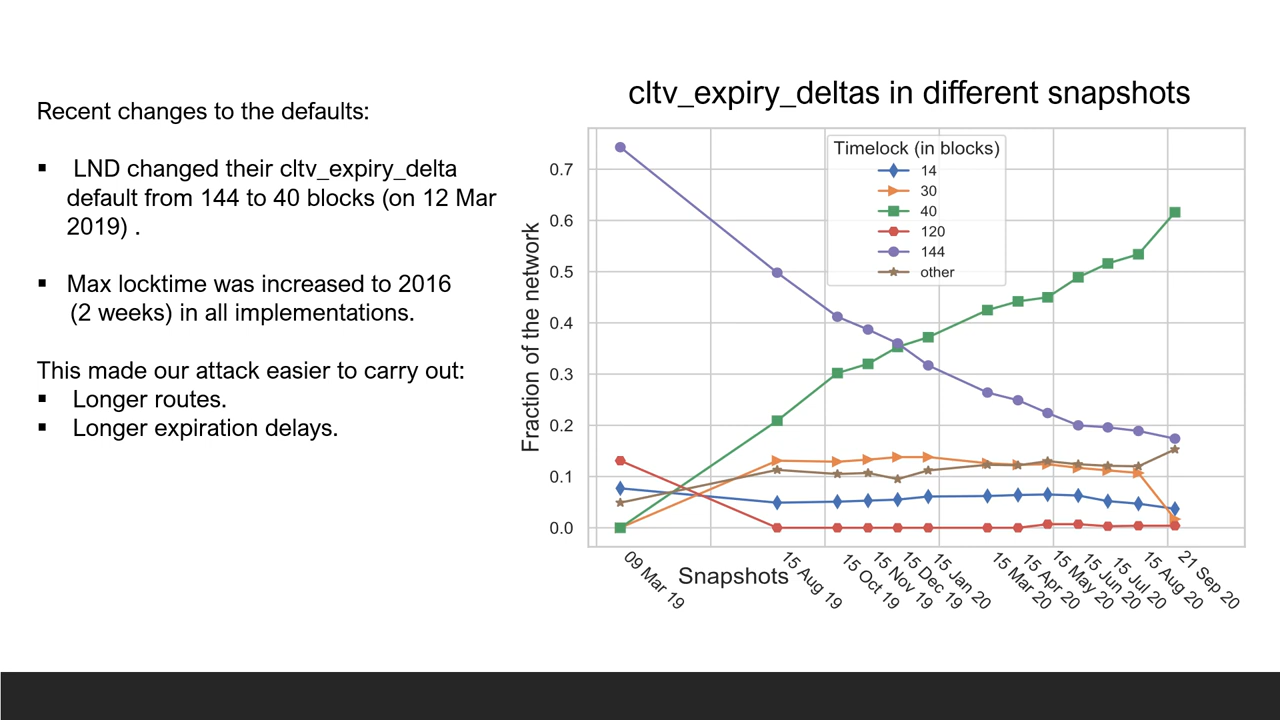 Recent changes to the defaults:
▪ LND changed their cltv_expiry_delta
default from 144 to 40 blocks (on 12 Mar
2019) .
▪ Max locktime was increased to 2016
(2 weeks) in all implementations.
This made our attack easier to carry out:
▪ Longer routes.
▪ Longer expiration delays.
cltv_expiry_deltas in different snapshots
Timelock (in blocks)
14
30
40
120
144
other
Fraction of the network
0.7
0.6
0.5
0.4
0.3
0.2
0.1
0.0
09 Mar 19
15 Aug 19
15 Oct 19
15 Nov 19
15 Dec 19
15 Jan 20
15 Mar 20
15 Apr 20
15 May 20
15 Jun 20
15 Jul 20
15 Aug 20
21 Sep 20
Snapshots